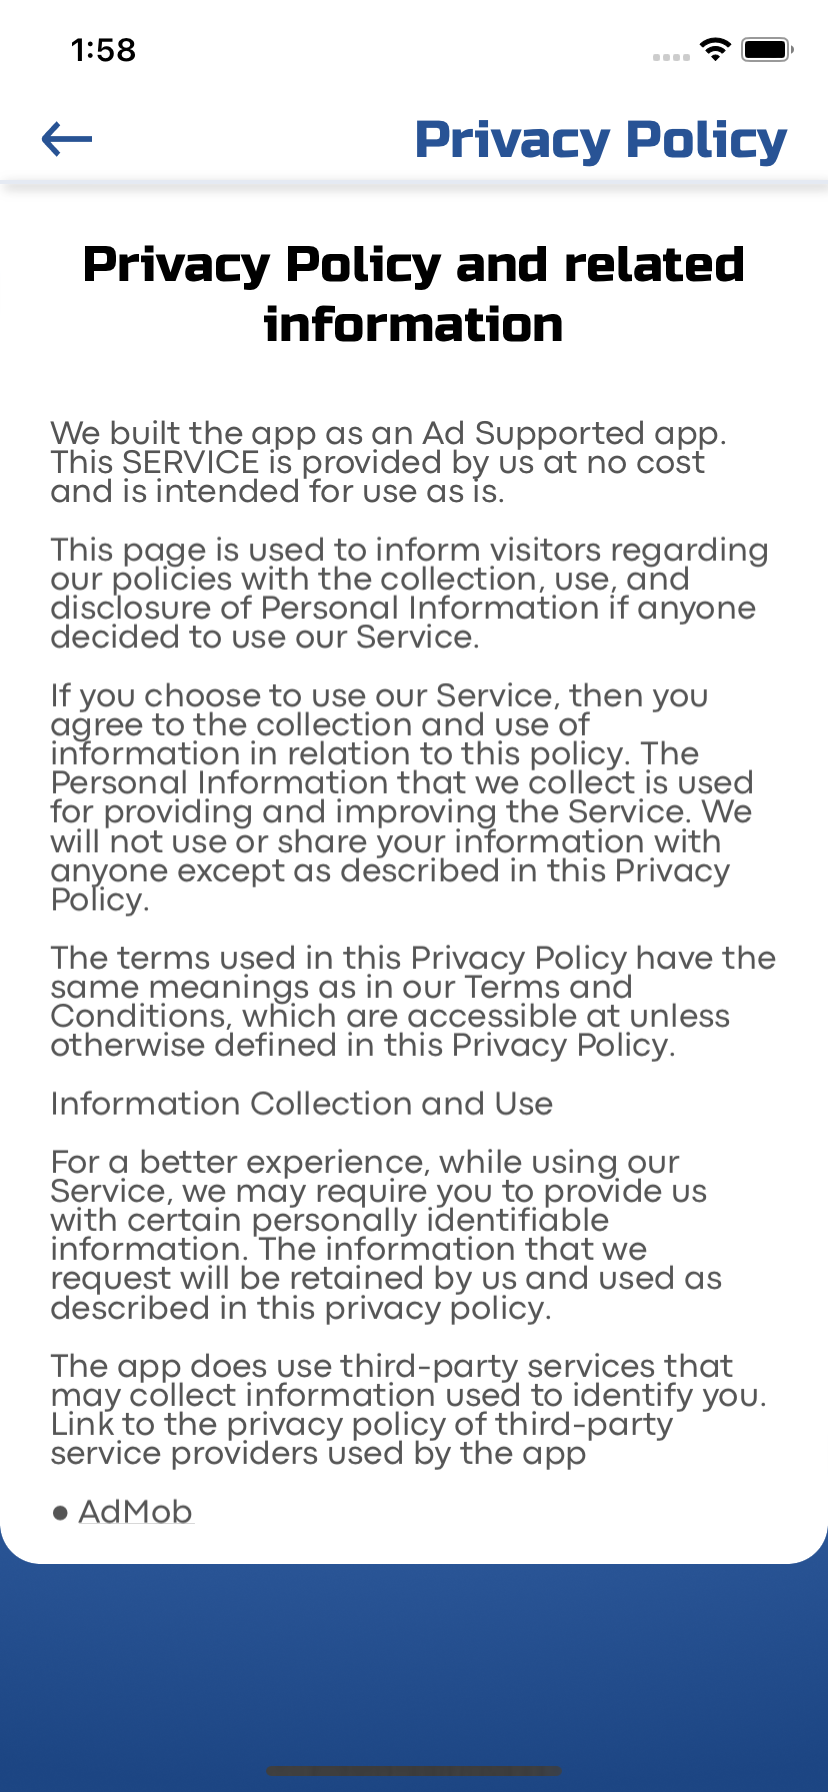 1:58
Privacy Policy
Privacy Policy and related
information
We built the app as an Ad Supported app.
This SERVICE is provided by us at no cost
and is intended for use as is.
This page is used to inform visitors regarding
our policies with the collection, use, and
disclosure of Personal Information if anyone
decided to use our Service.
If you choose to use our Service, then you
agree to the collection and use of
information in relation to this policy. The
Personal Information that we collect is used
for providing and improving the Service. We
will not use or share your information with
anyone except as described in this Privacy
Policy.
The terms used in this Privacy Policy have the
same meanings as in our Terms and
Conditions, which are accessible at unless
otherwise defined in this Privacy Policy.
Information Collection and Use
For a better experience, while using our
Service, we may require you to provide us
with certain personally identifiable
information. The information that we
request will be retained by us and used as
described in this privacy policy.
The app does use third-party services that
may collect information used to identify you.
Link to the privacy policy of third-party
service providers used by the app
● AdMob